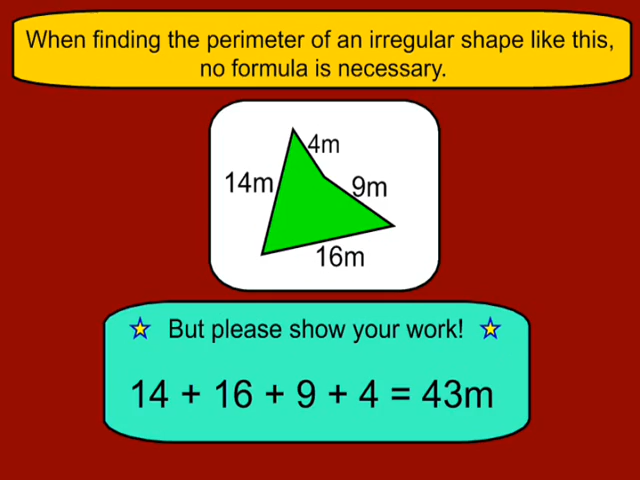 When finding the perimeter of an irregular shape like this,
no formula is necessary.
4m
14m
9m
16m
But please show your work!
14 + 16 + 9 + 4 = 43m